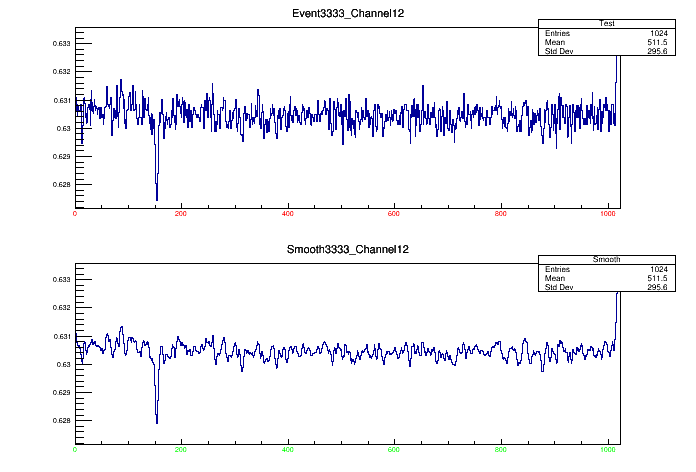 Event3333_Channel12
Test
Entries 1024
Mean 511.5
Std Dev 295.6
0.633
0.632
0.631
0.63
0.629
0.628
0 200 400 600 800 1000
Smooth3333_Channel12
Smooth
Entries 1024
Mean 511.5
Std Dev 295.6
0.633
0.632
0.631
0.63
0.629
0.628
0 200 400 600 800 1000